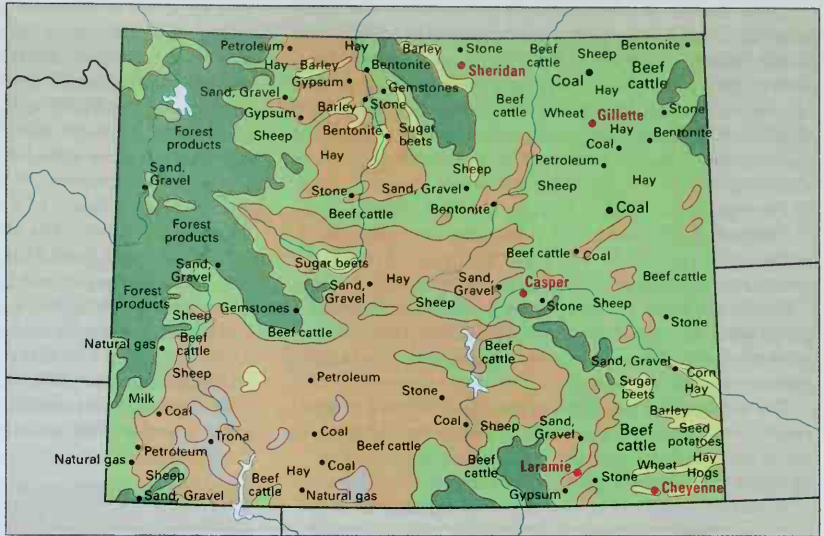 Petroleum
Hay
Barley
Stone
Beef
cattle
Sheep
Bentonite
Hay
Barley
Bentonite
Sheridan
Coal
Beef
cattle
Gypsum
Gemstones
Hay
Sand, Gravel
Barley
Stone
Beef
cattle
Wheat
Gillette
Stone
Gypsum
Forest
products
Sheep
Bentonite
Sugar
beets
Hay
Bentonite
Coal
Hay
Petroleum
Sand,
Gravel
Sheep
Sheep
Hay
Stone
Sand, Gravel
Beef cattle
Bentonite
Coal
Forest
products
Beef cattle
Coal
Sand,
Gravel
Sugar beets
Hay
Sand,
Gravel
Sand,
Gravel
Casper
Beef cattle
Forest
products
Gemstones
Sheep
Stone
Sheep
Sheep
Beef cattle
Stone
Natural gas
Beef
cattle
Beef
cattle
Sheep
Petroleum
Sand, Gravel
Corn
Sugar
beets
Hay
Milk
Stone
Coal
Barley
Coal
Sheep
Sand,
Gravel
Beef
cattle
Seed
potatoes
Trona
Coal
Petroleum
Beef cattle
Hay
Natural gas
Sheep
Coal
Hay
Beef
cattle
Beef
cattle
Laramie
Wheat
Hogs
Stone
Sand, Gravel
Natural gas
Gypsum
Cheyenne